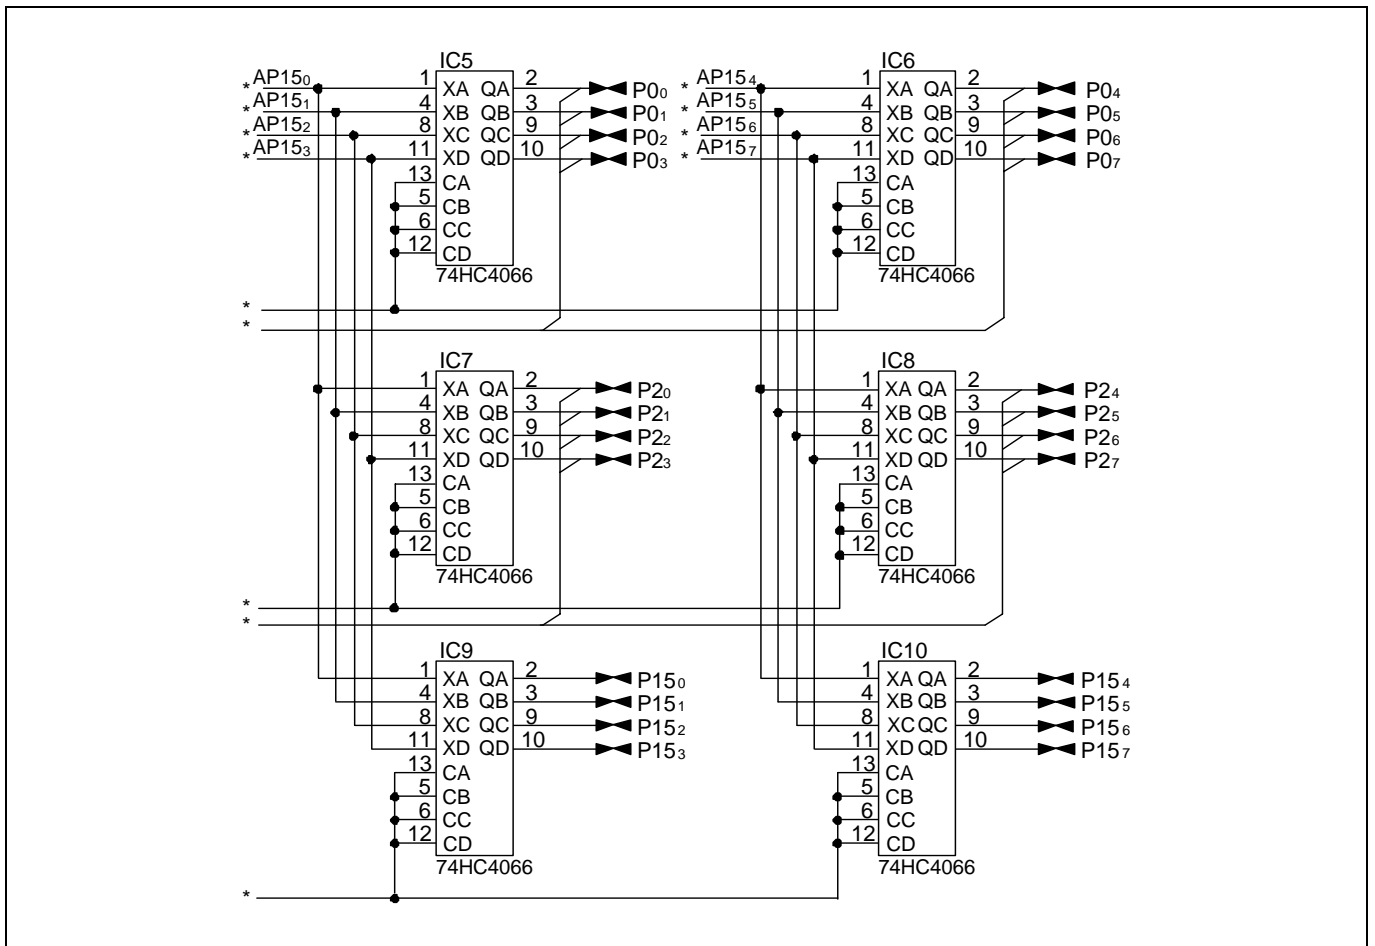 IC5 IC6
* AP150 1 XA QA 2 P00 * AP154 1 XA QA 2 P04
* AP151 4 XB QB 3 P01 * AP155 4 XB QB 3 P05
* AP152 8 XC QC 9 P02 * AP156 8 XC QC 9 P06
* AP153 11 XD QD 10 P03 * AP157 11 XD QD 10 P07
13 CA 13 CA
5 CB 5 CB
6 CC 6 CC
12 CD 12 CD
74HC4066 74HC4066
*
*
IC7 IC8
1 XA QA 2 P20 1 XA QA 2 P24
4 XB QB 3 P21 4 XB QB 3 P25
8 XC QC 9 P22 8 XC QC 9 P26
11 XD QD 10 P23 11 XD QD 10 P27
13 CA 13 CA
5 CB 5 CB
6 CC 6 CC
12 CD 12 CD
74HC4066 74HC4066
*
*
IC9 IC10
1 XA QA 2 P150 1 XA QA 2 P154
4 XB QB 3 P151 4 XB QB 3 P155
8 XC QC 9 P152 8 XC QC 9 P156
11 XD QD 10 P153 11 XD QD 10 P157
13 CA 13 CA
5 CB 5 CB
6 CC 6 CC
12 CD 12 CD
74HC4066 74HC4066
*